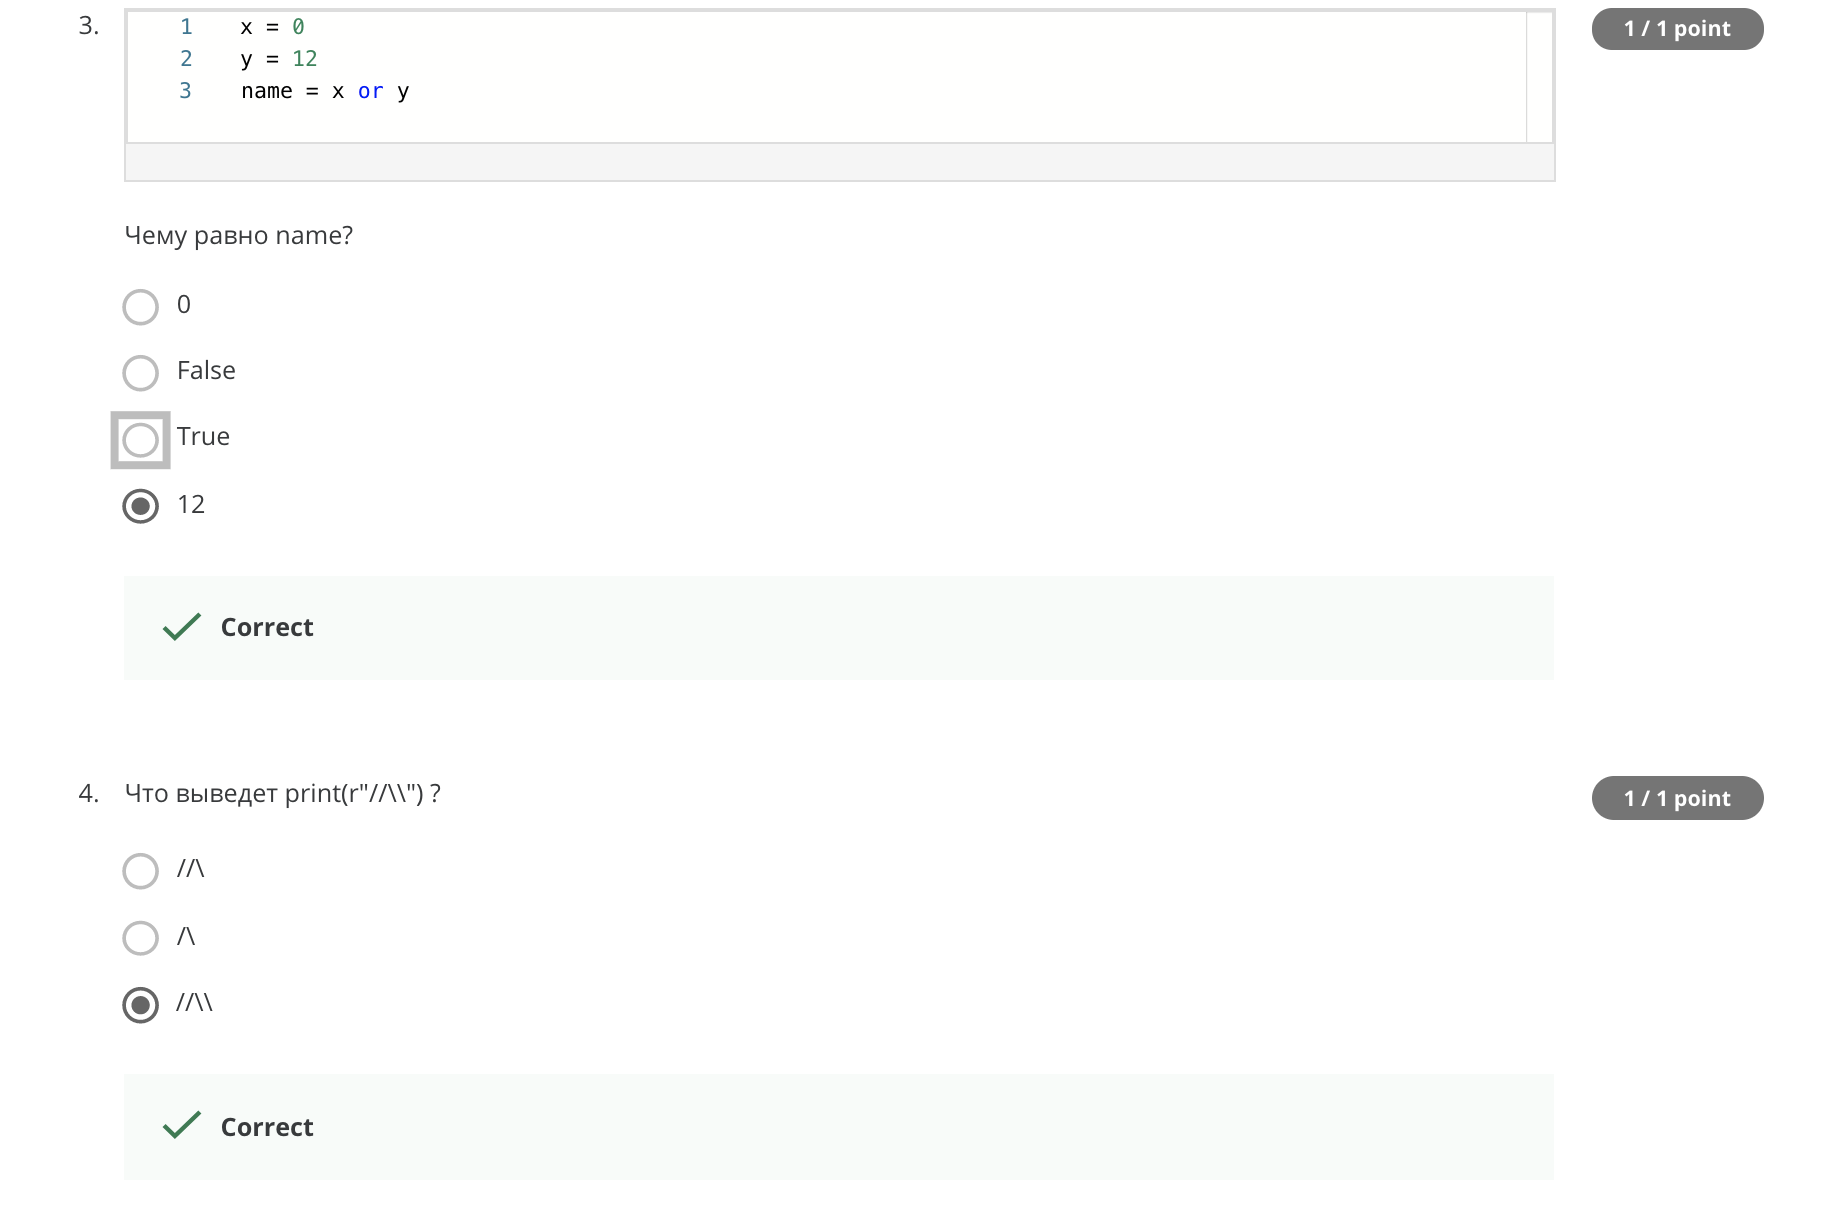 3.
1 x = 0
2 y = 12
3 name = x or y
1 / 1 point
Чему равно name?
0
False
True
12
Correct
4. Что выведет print(r"//\\") ?
1 / 1 point
//\
/\
//\\
Correct